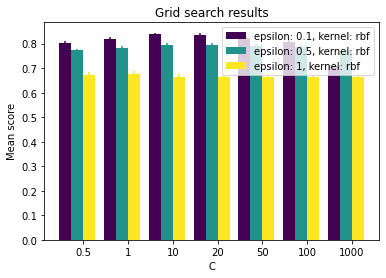 Grid search results
epsilon: 0.1, kernel: rbf
epsilon: 0.5, kernel: rbf
epsilon: 1, kernel: rbf
Mean score
0.8
0.7
0.6
0.5
0.4
0.3
0.2
0.1
0.0
0.5 1 10 20 50 100 1000
C